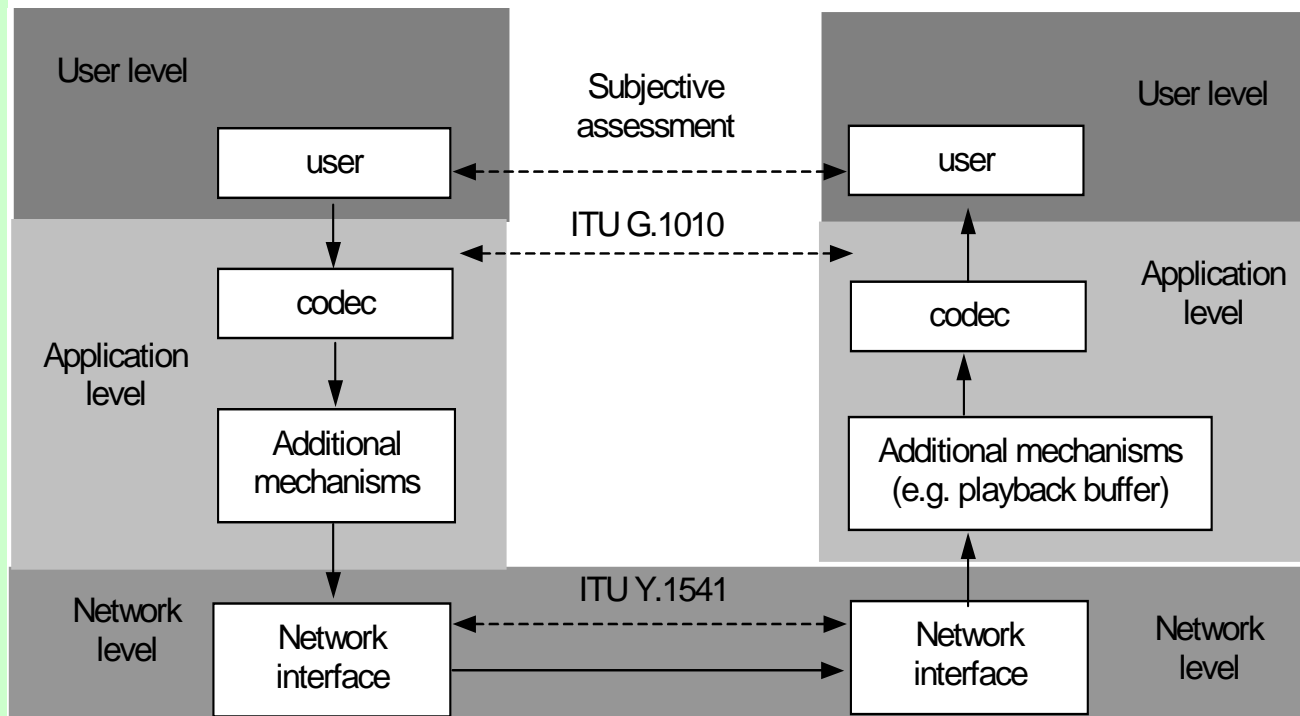 User level
user
codec
Application
level
Additional
mechanisms
Network
level
Network
interface
Subjective
assessment
ITU G.1010
ITU Y.1541
User level
user
Application
level
codec
Additional mechanisms
(e.g. playback buffer)
Network
interface
Network
level